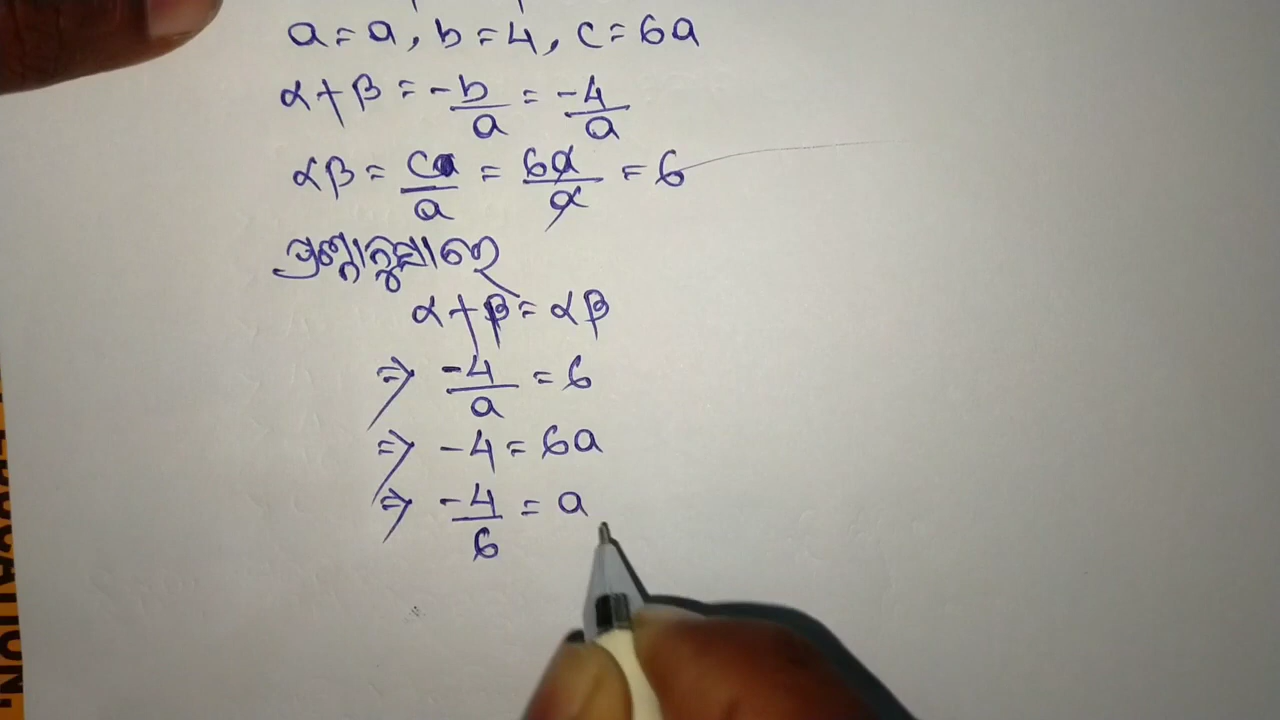 a = a, b = 4, c = 6a
α + β = -b/a = -4/a
αβ = c/a = 6a/a = 6
ପ୍ରଶ୍ନାନୁସାରେ
α + β = αβ
⇒ -4/a = 6
⇒ -4 = 6a
⇒ -4/6 = a